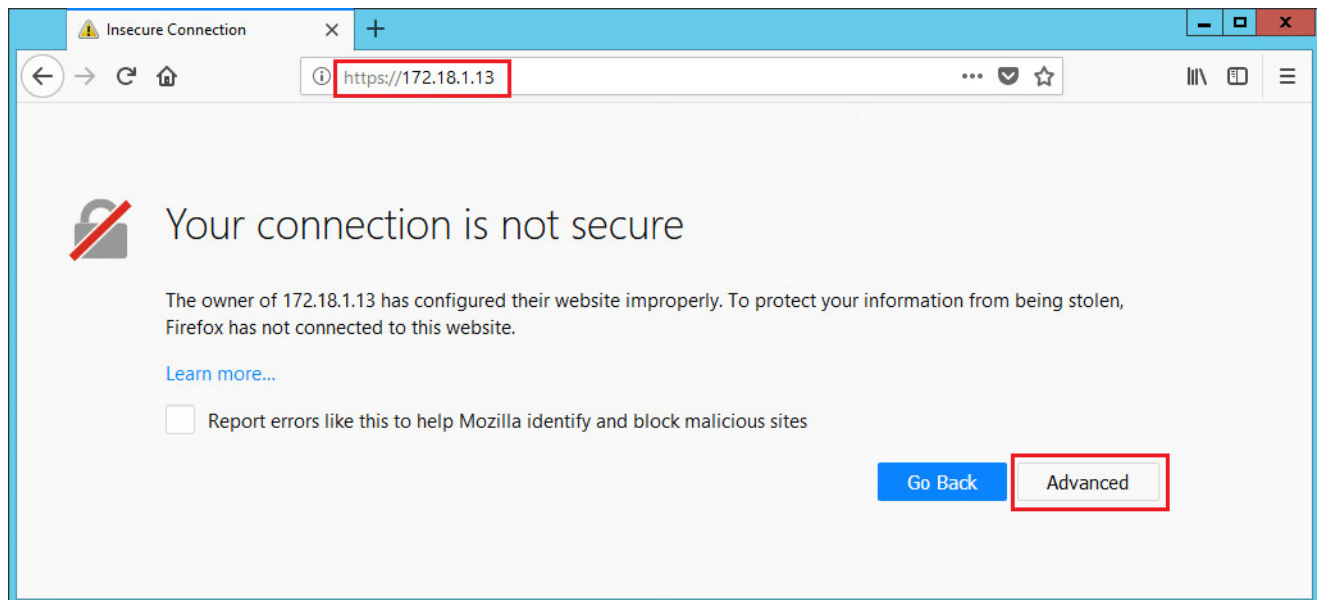 Insecure Connection
https://172.18.1.13
Your connection is not secure
The owner of 172.18.1.13 has configured their website improperly. To protect your information from being stolen,
Firefox has not connected to this website.
Learn more...
Report errors like this to help Mozilla identify and block malicious sites
Go Back
Advanced